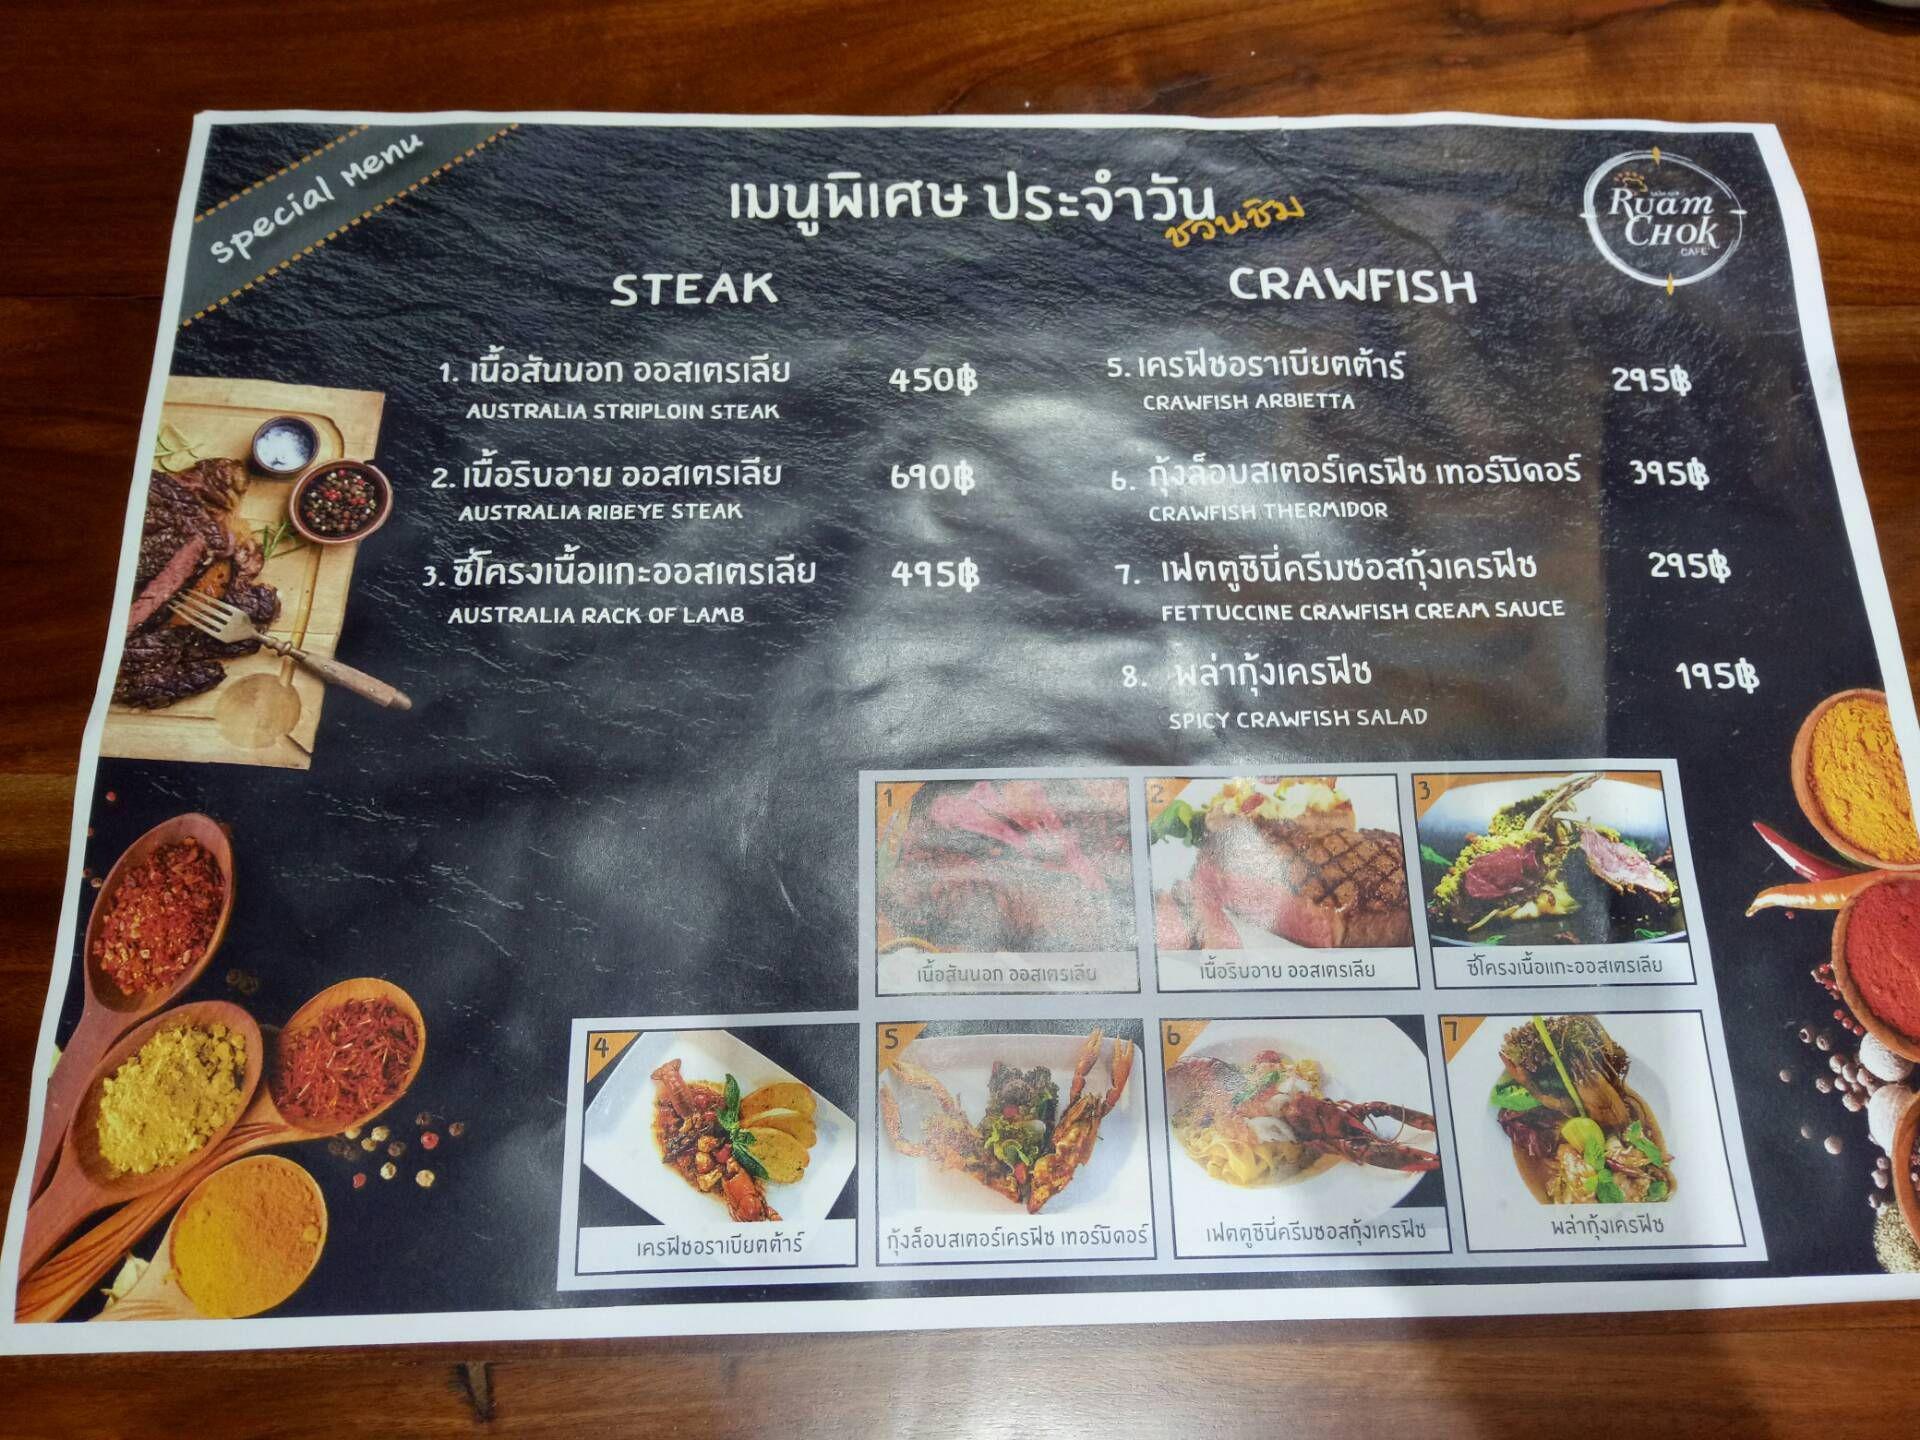 Special Menu
เมนูพิเศษ ประจำวัน
ชวนชิม
RUAM
CHOK
CAFE
STEAK
1. เนื้อสันนอก ออสเตรเลีย 450฿
AUSTRALIA STRIPLOIN STEAK
2. เนื้อริบอาย ออสเตรเลีย 690฿
AUSTRALIA RIBEYE STEAK
3. ซี่โครงเนื้อแกะออสเตรเลีย 495฿
AUSTRALIA RACK OF LAMB
CRAWFISH
5. เครฟิชอราเบียตต้าร์ 295฿
CRAWFISH ARBIETTA
6. กุ้งล็อบสเตอร์เครฟิช เทอร์มิดอร์ 395฿
CRAWFISH THERMIDOR
7. เฟตตูชินี่ครีมซอสกุ้งเครฟิช 295฿
FETTUCCINE CRAWFISH CREAM SAUCE
8. พล่ากุ้งเครฟิช 195฿
SPICY CRAWFISH SALAD
1
เนื้อสันนอก ออสเตรเลีย
2
เนื้อริบอาย ออสเตรเลีย
3
ซี่โครงเนื้อแกะออสเตรเลีย
4
เครฟิชอราเบียตต้าร์
5
กุ้งล็อบสเตอร์เครฟิช เทอร์มิดอร์
6
เฟตตูชินี่ครีมซอสกุ้งเครฟิช
7
พล่ากุ้งเครฟิช